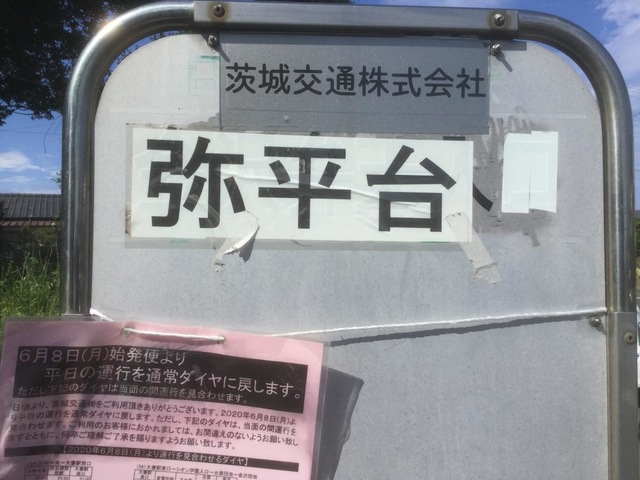 茨城交通株式会社
弥平台
6月8日(月)始発便より
平日の運行を通常ダイヤに戻します。
ただし下記のダイヤは当面の間運行を見合わせます。
日頃より、茨城交通㈱をご利用頂きありがとうございます。2020年6月8日(月)よ
り平日の運行を通常ダイヤに戻します。ただし、下記のダイヤは、当面の間運行を
見合わせます。ご利用のお客様におかれましては、お間違えのないようお願い致し
ますとともに、何卒ご理解ご了承を賜りますようお願い致します。
【2020年6月8日(月)より運行を見合わせるダイヤ】